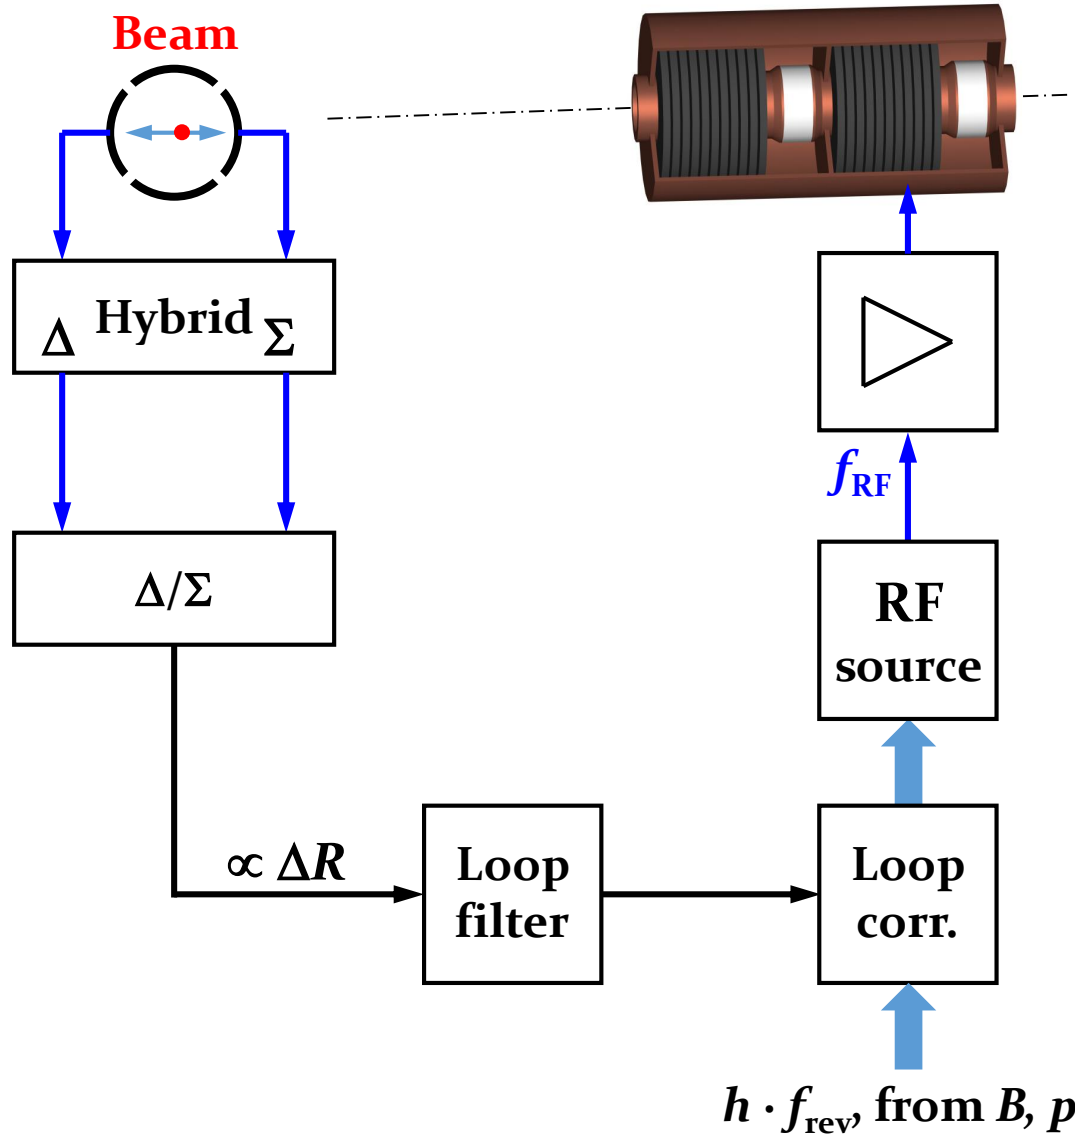 Beam
Δ Hybrid Σ
Δ/Σ
∝ ΔR
Loop
filter
f_RF
RF
source
Loop
corr.
h · f_rev, from B, p